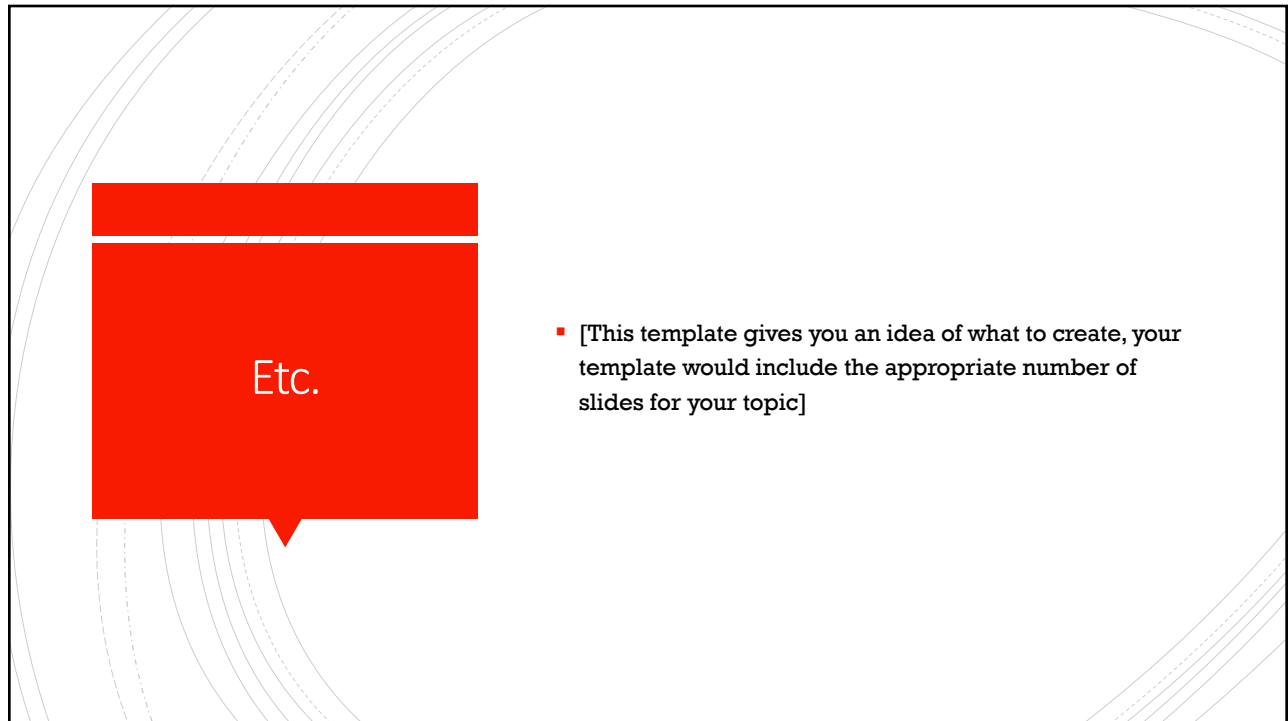 Etc.
▪ [This template gives you an idea of what to create, your
template would include the appropriate number of
slides for your topic]